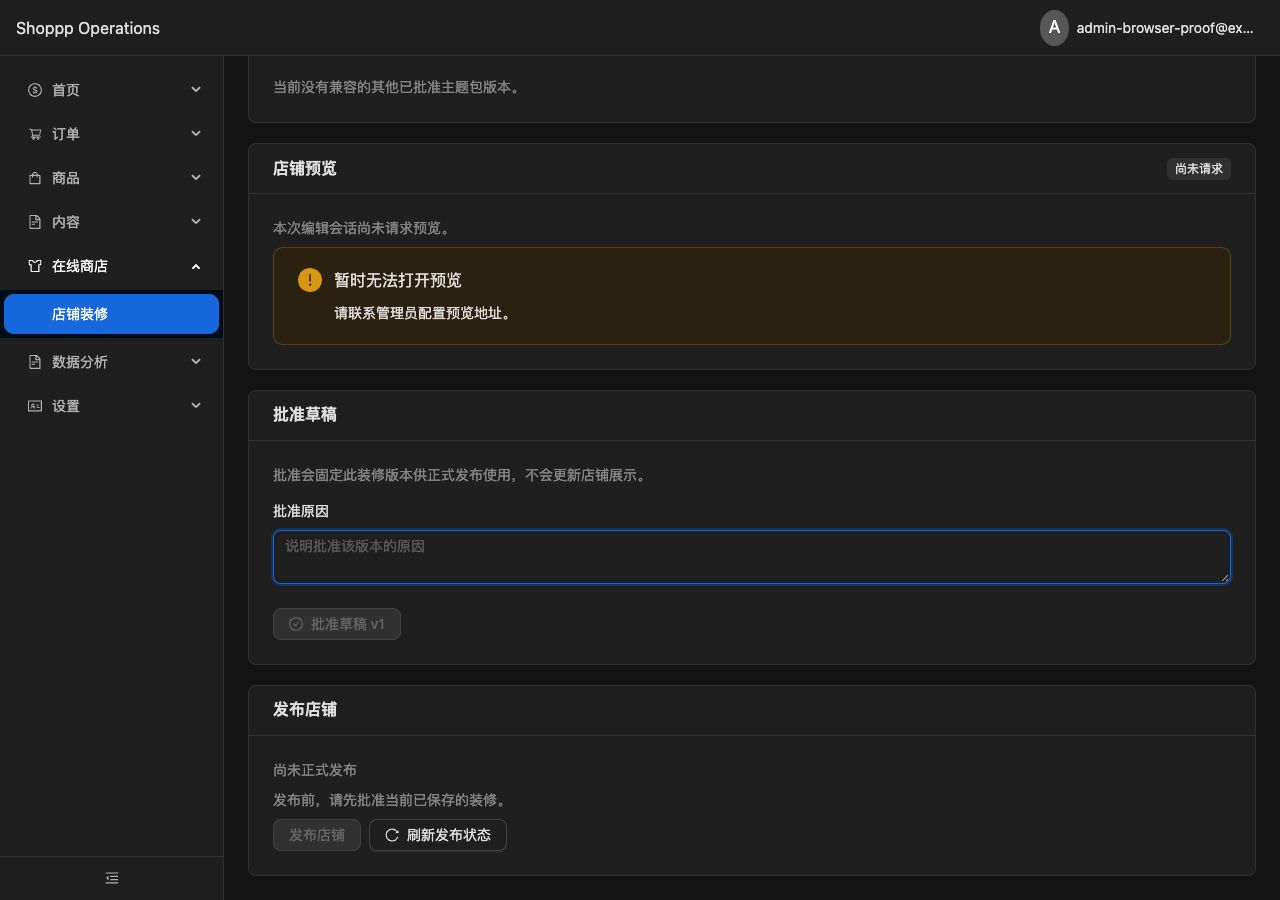 Shoppp Operations
A
admin-browser-proof@ex...
首页
订单
商品
内容
在线商店
店铺装修
数据分析
设置
当前没有兼容的其他已批准主题包版本。
店铺预览
尚未请求
本次编辑会话尚未请求预览。
暂时无法打开预览
请联系管理员配置预览地址。
批准草稿
批准会固定此装修版本供正式发布使用，不会更新店铺展示。
批准原因
说明批准该版本的原因
批准草稿 v1
发布店铺
尚未正式发布
发布前，请先批准当前已保存的装修。
发布店铺
刷新发布状态